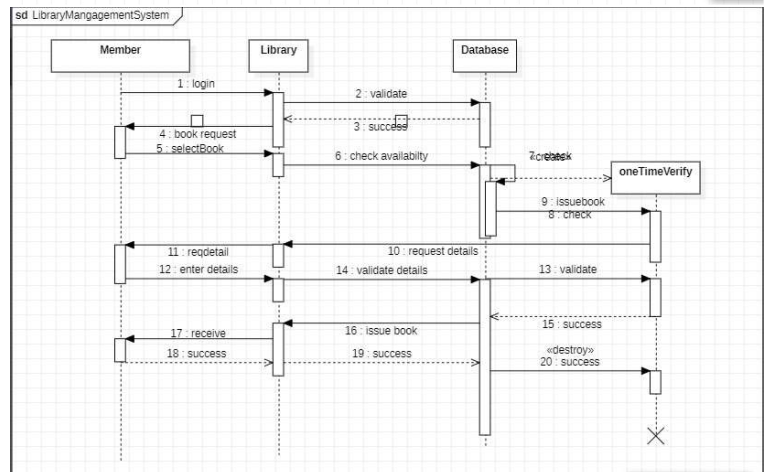 sd LibraryMangagementSystem
Member
Library
Database
1 : login
2 : validate
3 : success
4 : book request
5 : selectBook
6 : check availabilty
7 : check
«create»
oneTimeVerify
9 : issuebook
8 : check
10 : request details
11 : reqdetail
12 : enter details
14 : validate details
13 : validate
15 : success
16 : issue book
17 : receive
18 : success
19 : success
«destroy»
20 : success